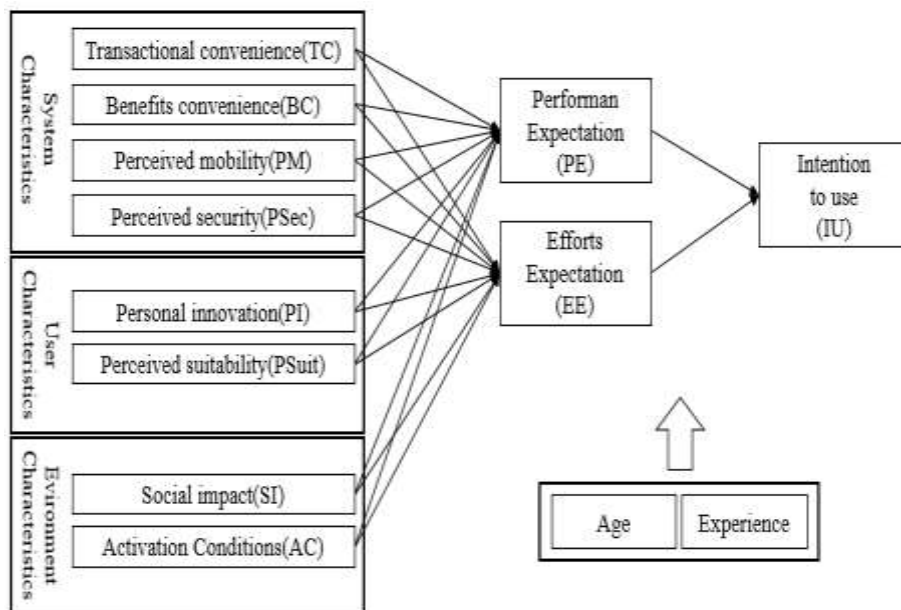 System
Characteristics
Transactional convenience(TC)
Benefits convenience(BC)
Perceived mobility(PM)
Perceived security(PSec)
User
Characteristics
Personal innovation(PI)
Perceived suitability(PSuit)
Evironment
Characteristics
Social impact(SI)
Activation Conditions(AC)
Performan
Expectation
(PE)
Efforts
Expectation
(EE)
Intention
to use
(IU)
Age
Experience